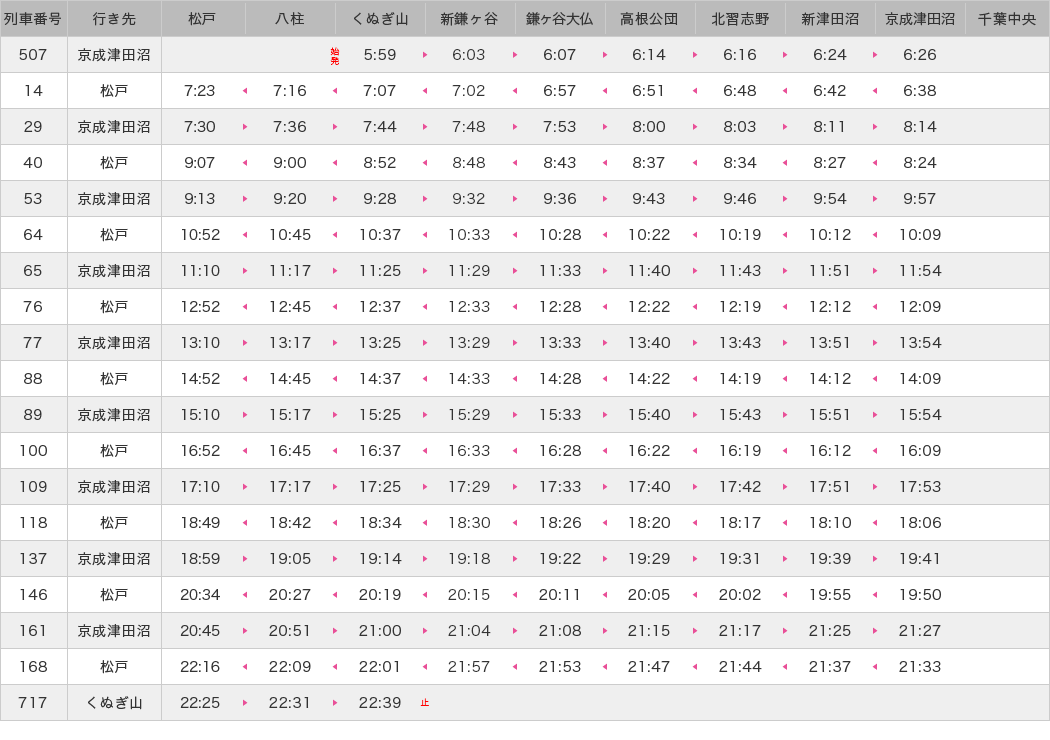 列車番号 行き先 松戸 八柱 くぬぎ山 新鎌ヶ谷 鎌ヶ谷大仏 高根公団 北習志野 新津田沼 京成津田沼 千葉中央
507 京成津田沼 始発 5:59 6:03 6:07 6:14 6:16 6:24 6:26
14 松戸 7:23 7:16 7:07 7:02 6:57 6:51 6:48 6:42 6:38
29 京成津田沼 7:30 7:36 7:44 7:48 7:53 8:00 8:03 8:11 8:14
40 松戸 9:07 9:00 8:52 8:48 8:43 8:37 8:34 8:27 8:24
53 京成津田沼 9:13 9:20 9:28 9:32 9:36 9:43 9:46 9:54 9:57
64 松戸 10:52 10:45 10:37 10:33 10:28 10:22 10:19 10:12 10:09
65 京成津田沼 11:10 11:17 11:25 11:29 11:33 11:40 11:43 11:51 11:54
76 松戸 12:52 12:45 12:37 12:33 12:28 12:22 12:19 12:12 12:09
77 京成津田沼 13:10 13:17 13:25 13:29 13:33 13:40 13:43 13:51 13:54
88 松戸 14:52 14:45 14:37 14:33 14:28 14:22 14:19 14:12 14:09
89 京成津田沼 15:10 15:17 15:25 15:29 15:33 15:40 15:43 15:51 15:54
100 松戸 16:52 16:45 16:37 16:33 16:28 16:22 16:19 16:12 16:09
109 京成津田沼 17:10 17:17 17:25 17:29 17:33 17:40 17:42 17:51 17:53
118 松戸 18:49 18:42 18:34 18:30 18:26 18:20 18:17 18:10 18:06
137 京成津田沼 18:59 19:05 19:14 19:18 19:22 19:29 19:31 19:39 19:41
146 松戸 20:34 20:27 20:19 20:15 20:11 20:05 20:02 19:55 19:50
161 京成津田沼 20:45 20:51 21:00 21:04 21:08 21:15 21:17 21:25 21:27
168 松戸 22:16 22:09 22:01 21:57 21:53 21:47 21:44 21:37 21:33
717 くぬぎ山 22:25 22:31 22:39 止